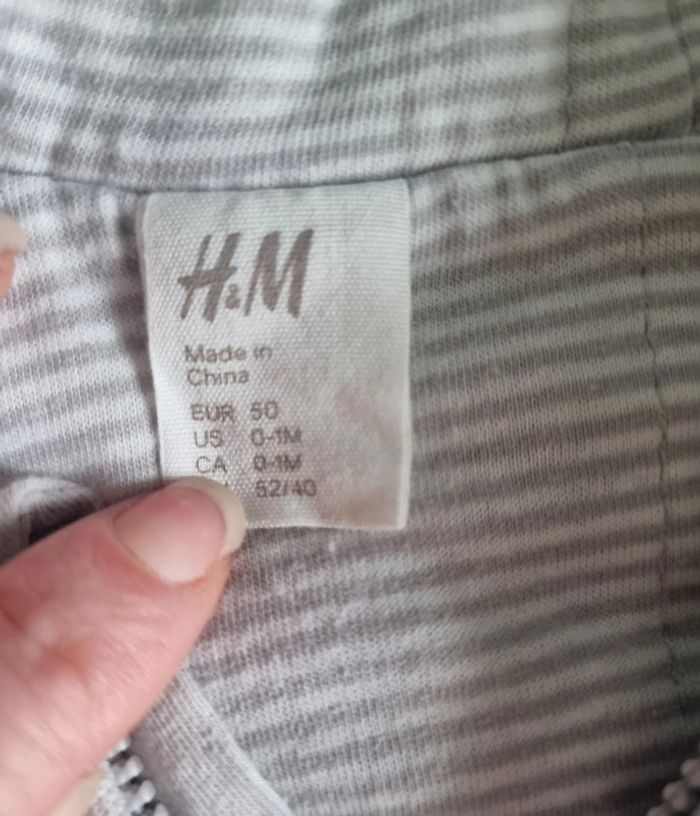 H&M
Made in
China
EUR 50
US 0-1M
CA 0-1M
52/40